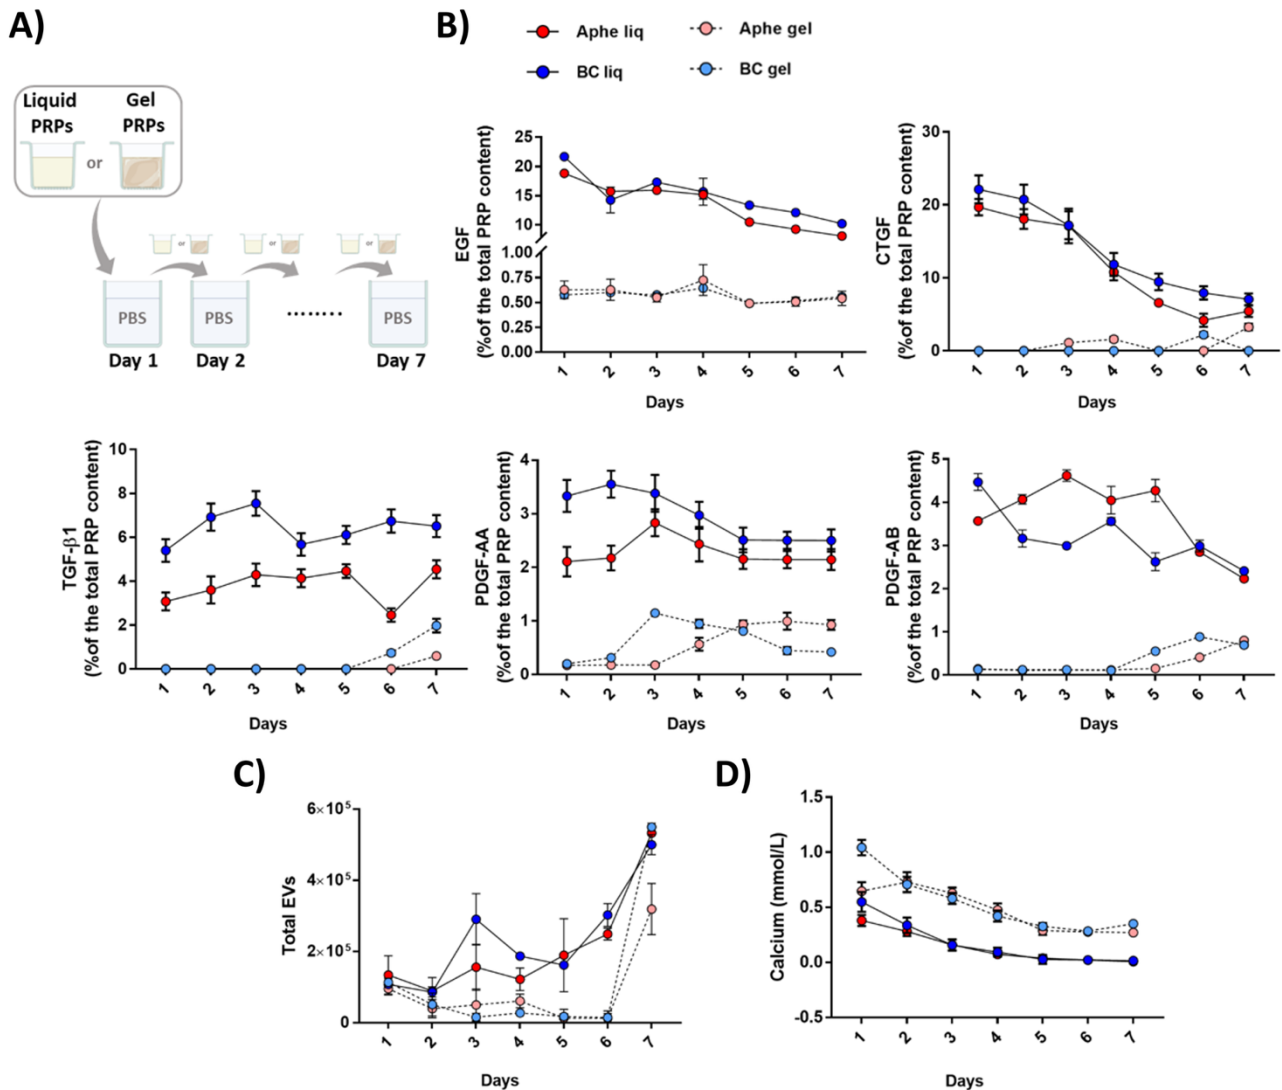 A)
Liquid PRPs
or
Gel PRPs
or
or
or
PBS
PBS
........
PBS
Day 1
Day 2
Day 7
B)
Aphe liq
Aphe gel
BC liq
BC gel
EGF
(%of the total PRP content)
25
20
15
10
1.00
0.75
0.50
0.25
0.00
1 2 3 4 5 6 7
Days
CTGF
(%of the total PRP content)
30
20
10
0
1 2 3 4 5 6 7
Days
TGF-β1
(%of the total PRP content)
10
8
6
4
2
0
1 2 3 4 5 6 7
Days
PDGF-AA
(%of the total PRP content)
4
3
2
1
0
1 2 3 4 5 6 7
Days
PDGF-AB
(%of the total PRP content)
5
4
3
2
1
0
1 2 3 4 5 6 7
Days
C)
Total EVs
6×10⁵
4×10⁵
2×10⁵
0
1 2 3 4 5 6 7
Days
D)
Calcium (mmol/L)
1.5
1.0
0.5
0.0
-0.5
1 2 3 4 5 6 7
Days